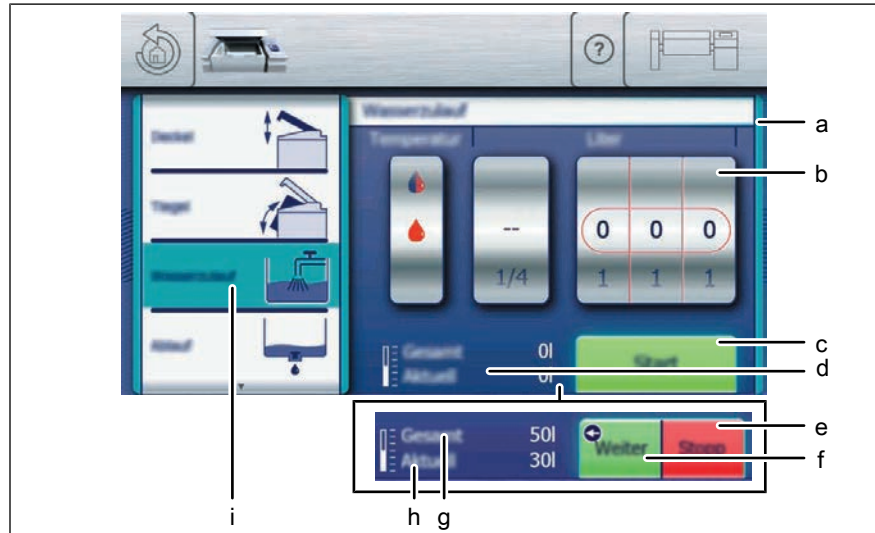 ?
Wasserzulauf
a
Temperatur Liter
Deckel
b
Tiegel
-- 0 0 0
Wasserzulauf
1/4 1 1 1
Ablauf
Gesamt 0l
Start
c
Aktuell 0l
d
Gesamt 50l
Weiter Stopp
e
Aktuell 30l
f
i h g